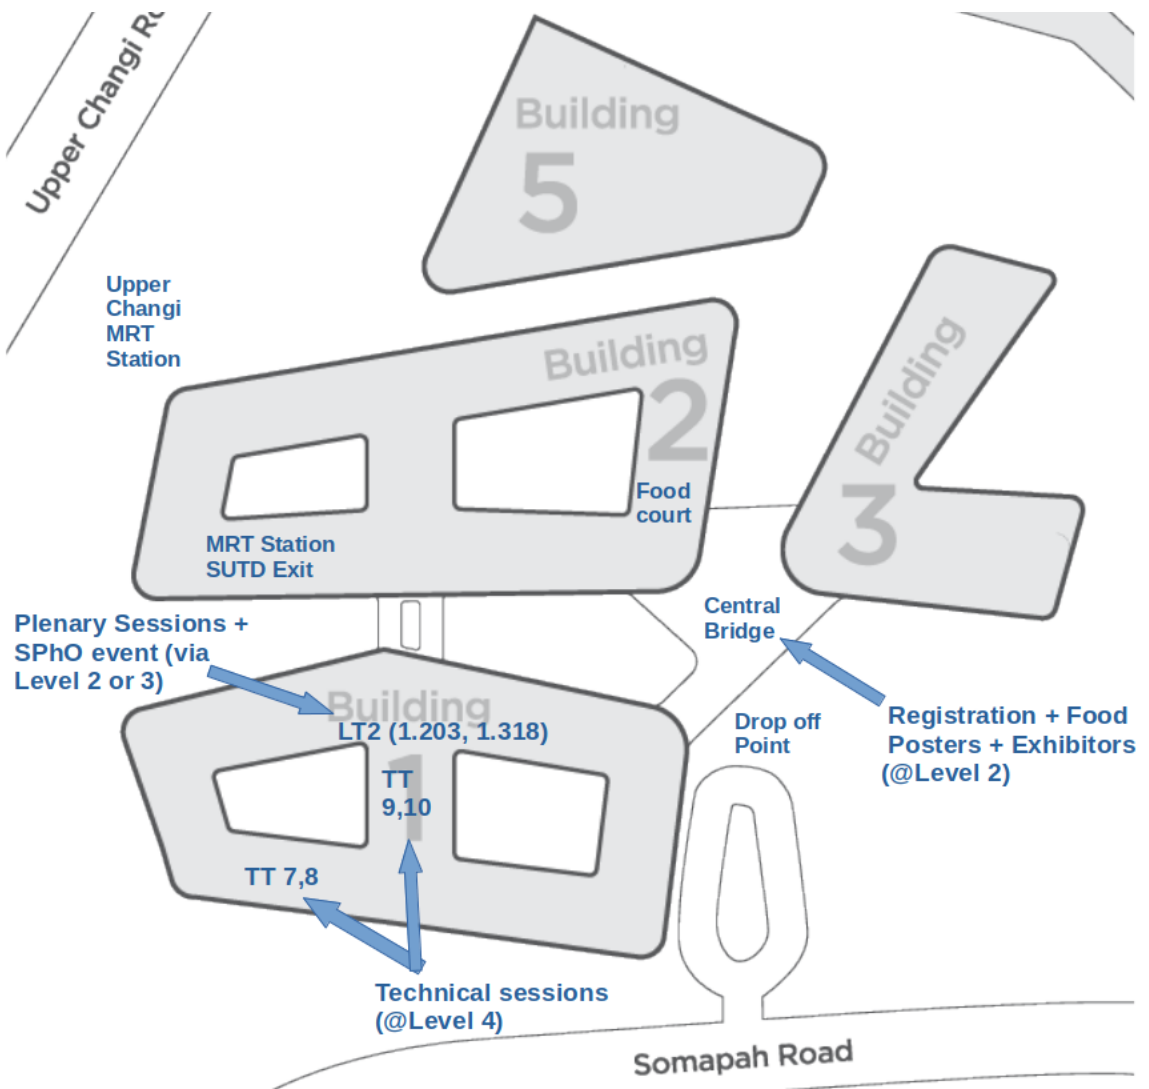 Upper Changi
Building
5
Upper
Changi
MRT
Station
Building
2
Building
3
Food
court
MRT Station
SUTD Exit
Plenary Sessions +
SPhO event (via
Level 2 or 3)
Central
Bridge
Building
LT2 (1.203, 1.318)
1
TT
9,10
TT 7,8
Drop off
Point
Registration + Food
Posters + Exhibitors
(@Level 2)
Technical sessions
(@Level 4)
Somapah Road